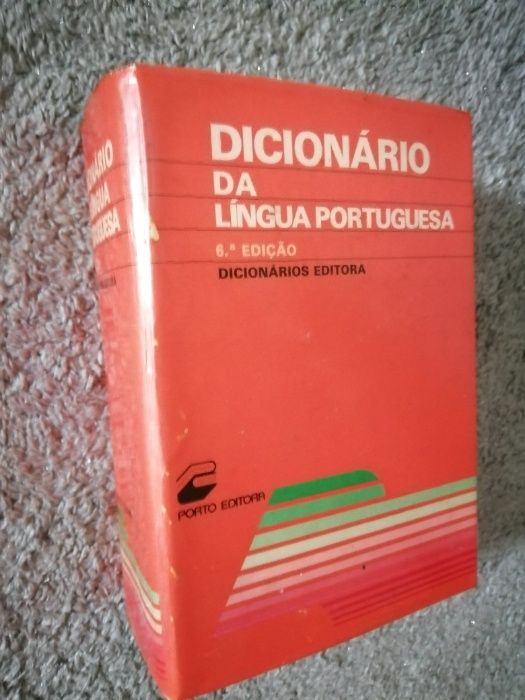 DICIONÁRIO
DA
LÍNGUA PORTUGUESA
6.ª EDIÇÃO
DICIONÁRIOS EDITORA
PORTO EDITORA